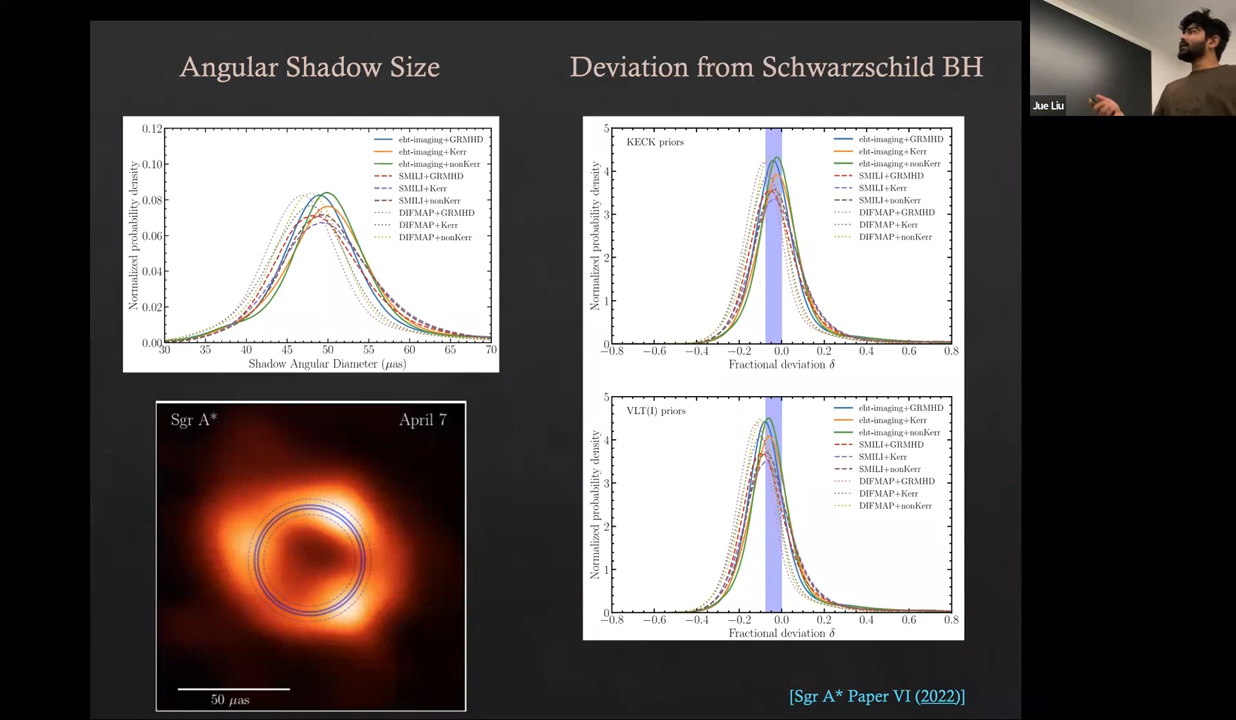 Angular Shadow Size
Deviation from Schwarzschild BH
0.12
0.10
0.08
0.06
0.04
0.02
0.00
Normalized probability density
eht-imaging+GRMHD
eht-imaging+Kerr
eht-imaging+nonKerr
SMILI+GRMHD
SMILI+Kerr
SMILI+nonKerr
DIFMAP+GRMHD
DIFMAP+Kerr
DIFMAP+nonKerr
30 35 40 45 50 55 60 65 70
Shadow Angular Diameter (μas)
Sgr A*
April 7
50 μas
KECK priors
5
4
3
2
1
0
Normalized probability density
eht-imaging+GRMHD
eht-imaging+Kerr
eht-imaging+nonKerr
SMILI+GRMHD
SMILI+Kerr
SMILI+nonKerr
DIFMAP+GRMHD
DIFMAP+Kerr
DIFMAP+nonKerr
−0.8 −0.6 −0.4 −0.2 0.0 0.2 0.4 0.6 0.8
Fractional deviation δ
VLT(I) priors
5
4
3
2
1
0
Normalized probability density
eht-imaging+GRMHD
eht-imaging+Kerr
eht-imaging+nonKerr
SMILI+GRMHD
SMILI+Kerr
SMILI+nonKerr
DIFMAP+GRMHD
DIFMAP+Kerr
DIFMAP+nonKerr
−0.8 −0.6 −0.4 −0.2 0.0 0.2 0.4 0.6 0.8
Fractional deviation δ
[Sgr A* Paper VI (2022)]
Jue Liu